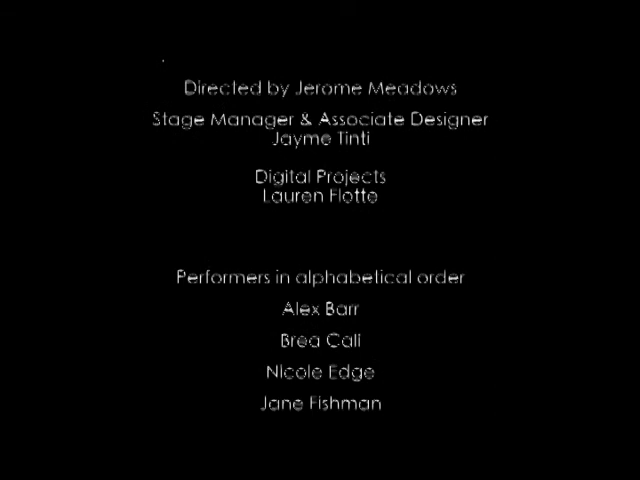 Directed by Jerome Meadows
Stage Manager & Associate Designer
Jayme Tinti
Digital Projects
Lauren Flotte
Performers in alphabetical order
Alex Barr
Brea Cali
Nicole Edge
Jane Fishman